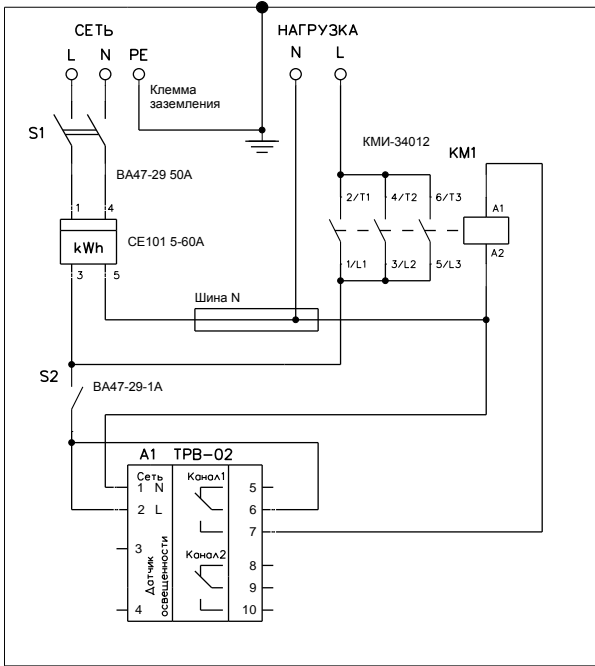 СЕТЬ
НАГРУЗКА
L N PE
N L
Клемма
заземления
S1
КМИ-34012
KM1
ВА47-29 50А
2/T1 4/T2 6/T3
A1
1 4
kWh
СЕ101 5-60А
A2
3 5
1/L1 3/L2 5/L3
Шина N
S2
ВА47-29-1А
A1 ТРВ-02
Сеть
Канал1
1 N
5
2 L
6
7
3
Датчик
освещенности
Канал2
8
9
4
10